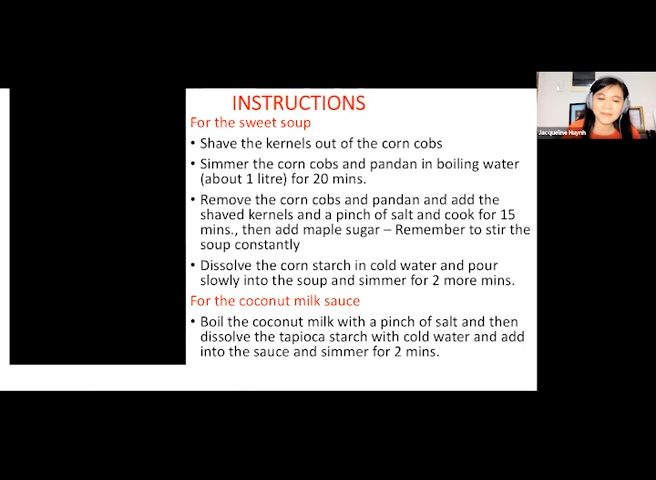 INSTRUCTIONS
For the sweet soup
• Shave the kernels out of the corn cobs
• Simmer the corn cobs and pandan in boiling water
(about 1 litre) for 20 mins.
• Remove the corn cobs and pandan and add the
shaved kernels and a pinch of salt and cook for 15
mins., then add maple sugar – Remember to stir the
soup constantly
• Dissolve the corn starch in cold water and pour
slowly into the soup and simmer for 2 more mins.
For the coconut milk sauce
• Boil the coconut milk with a pinch of salt and then
dissolve the tapioca starch with cold water and add
into the sauce and simmer for 2 mins.
Jacqueline Huynh